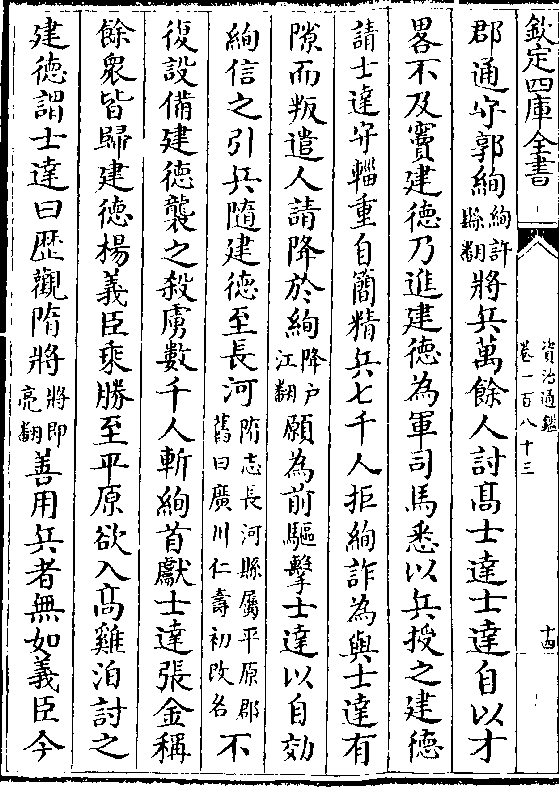 欽定四庫全書
資治通鑑
卷一百八十三
十四
郡通守郭絢絢許縣翻將兵萬餘人討髙士達士達自以才
畧不及竇建德乃進建德為軍司馬悉以兵授之建德
請士達守輜重自簡精兵七千人拒絢詐為與士達有
隙而叛遣人請降於絢降户江翻願為前驅擊士達以自效
絢信之引兵隨建德至長河隋志長河縣屬平原郡舊曰廣川仁壽初改名不
復設備建德襲之殺虜數千人斬絢首獻士達張金稱
餘衆皆歸建德楊義臣乘勝至平原欲入髙雞泊討之
建德謂士達曰歴觀隋將將即亮翻善用兵者無如義臣今